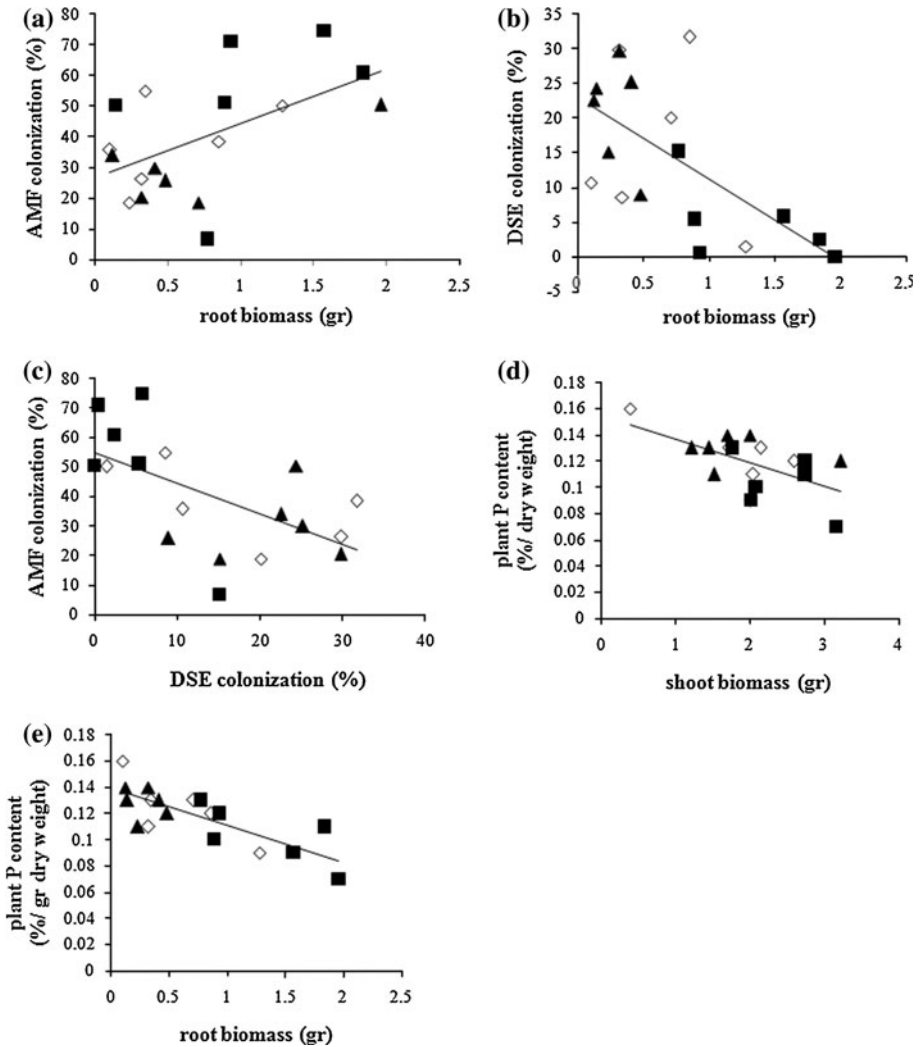 (a)
80
70
60
50
40
30
20
10
0
AMF colonization (%)
0 0.5 1 1.5 2 2.5
root biomass (gr)
(b)
35
30
25
20
15
10
5
0
-5
DSE colonization (%)
0 0.5 1 1.5 2 2.5
root biomass (gr)
(c)
80
70
60
50
40
30
20
10
0
AMF colonization (%)
0 10 20 30 40
DSE colonization (%)
(d)
0.18
0.16
0.14
0.12
0.1
0.08
0.06
0.04
0.02
0
plant P content
(%/ dry weight)
0 1 2 3 4
shoot biomass (gr)
(e)
0.18
0.16
0.14
0.12
0.1
0.08
0.06
0.04
0.02
0
plant P content
(%/ gr dry weight)
0 0.5 1 1.5 2 2.5
root biomass (gr)